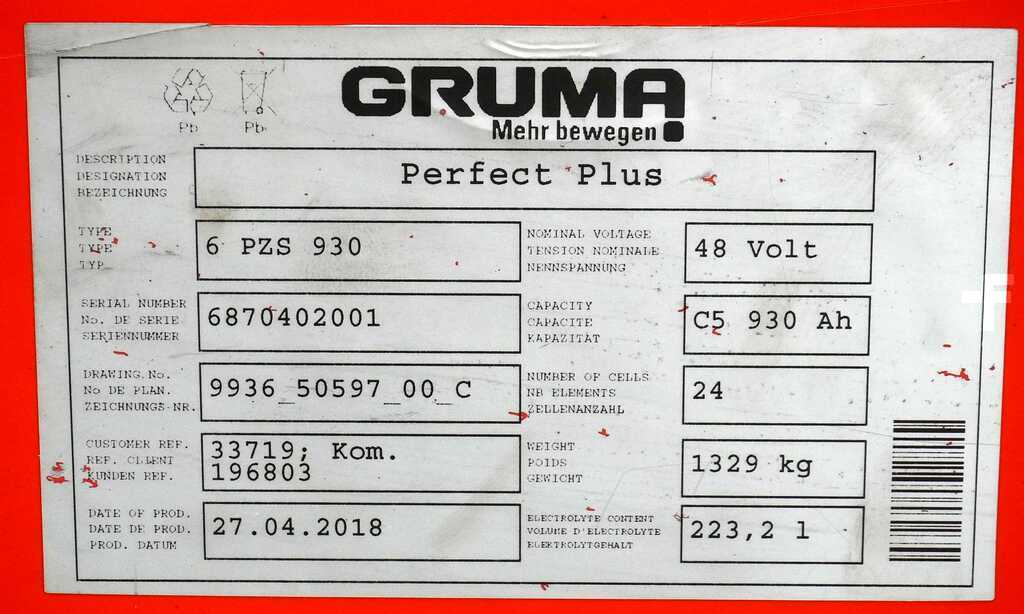 GRUMA
Mehr bewegen
Pb Pb
DESCRIPTION
DESIGNATION
BEZEICHNUNG
Perfect Plus
TYPE
TYPE
TYP
6 PZS 930
NOMINAL VOLTAGE
TENSION NOMINALE
NENNSPANNUNG
48 Volt
SERIAL NUMBER
No. DE SERIE
SERIENNUMMER
6870402001
CAPACITY
CAPACITE
KAPAZITÄT
C5 930 Ah
DRAWING.No.
No DE PLAN.
ZEICHNUNGS-NR.
9936_50597_00_C
NUMBER OF CELLS
NB ELEMENTS
ZELLENANZAHL
24
CUSTOMER REF.
REF. CLIENT
KUNDEN REF.
33719; Kom.
196803
WEIGHT
POIDS
GEWICHT
1329 kg
DATE OF PROD.
DATE DE PROD.
PROD. DATUM
27.04.2018
ELECTROLYTE CONTENT
VOLUME D'ELECTROLYTE
ELEKTROLYTGEHALT
223,2 l